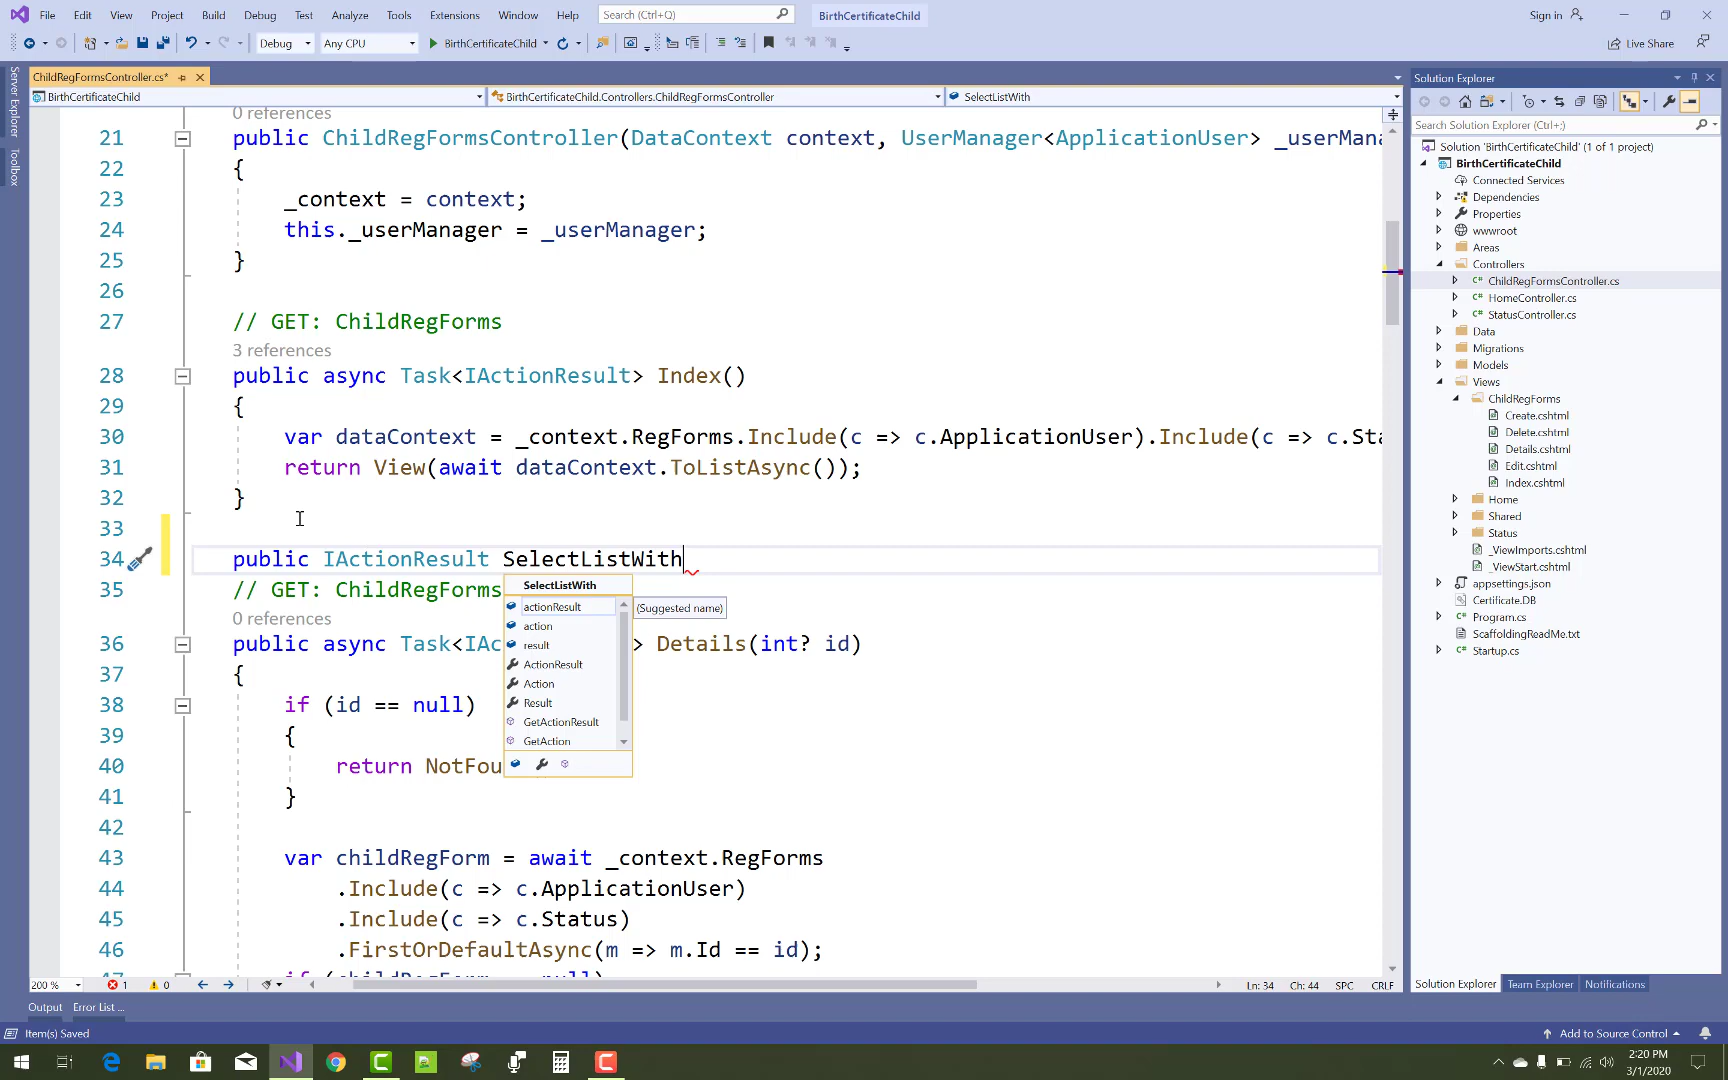 File Edit View Project Build Debug Test Analyze Tools Extensions Window Help Search (Ctrl+Q) BirthCertificateChild Sign in
Debug Any CPU BirthCertificateChild Live Share
Server Explorer
Toolbox
ChildRegFormsController.cs*
BirthCertificateChild BirthCertificateChild.Controllers.ChildRegFormsController SelectListWith
0 references
21 public ChildRegFormsController(DataContext context, UserManager<ApplicationUser> _userMana
22 {
23 _context = context;
24 this._userManager = _userManager;
25 }
26
27 // GET: ChildRegForms
3 references
28 public async Task<IActionResult> Index()
29 {
30 var dataContext = _context.RegForms.Include(c => c.ApplicationUser).Include(c => c.Sta
31 return View(await dataContext.ToListAsync());
32 }
33
34 public IActionResult SelectListWith
35 // GET: ChildRegForms
0 references
36 public async Task<IAc > Details(int? id)
37 {
38 if (id == null)
39 {
40 return NotFou
41 }
42
43 var childRegForm = await _context.RegForms
44 .Include(c => c.ApplicationUser)
45 .Include(c => c.Status)
46 .FirstOrDefaultAsync(m => m.Id == id);
47 if (childRegForm == null)
SelectListWith
actionResult (Suggested name)
action
result
ActionResult
Action
Result
GetActionResult
GetAction
200 % 1 0 Ln: 34 Ch: 44 SPC CRLF
Output Error List ...
Item(s) Saved Add to Source Control
Solution Explorer
Search Solution Explorer (Ctrl+;)
Solution 'BirthCertificateChild' (1 of 1 project)
BirthCertificateChild
Connected Services
Dependencies
Properties
wwwroot
Areas
Controllers
C# ChildRegFormsController.cs
C# HomeController.cs
C# StatusController.cs
Data
Migrations
Models
Views
ChildRegForms
Create.cshtml
Delete.cshtml
Details.cshtml
Edit.cshtml
Index.cshtml
Home
Shared
Status
_ViewImports.cshtml
_ViewStart.cshtml
appsettings.json
Certificate.DB
C# Program.cs
ScaffoldingReadMe.txt
C# Startup.cs
Solution Explorer Team Explorer Notifications
2:20 PM
3/1/2020